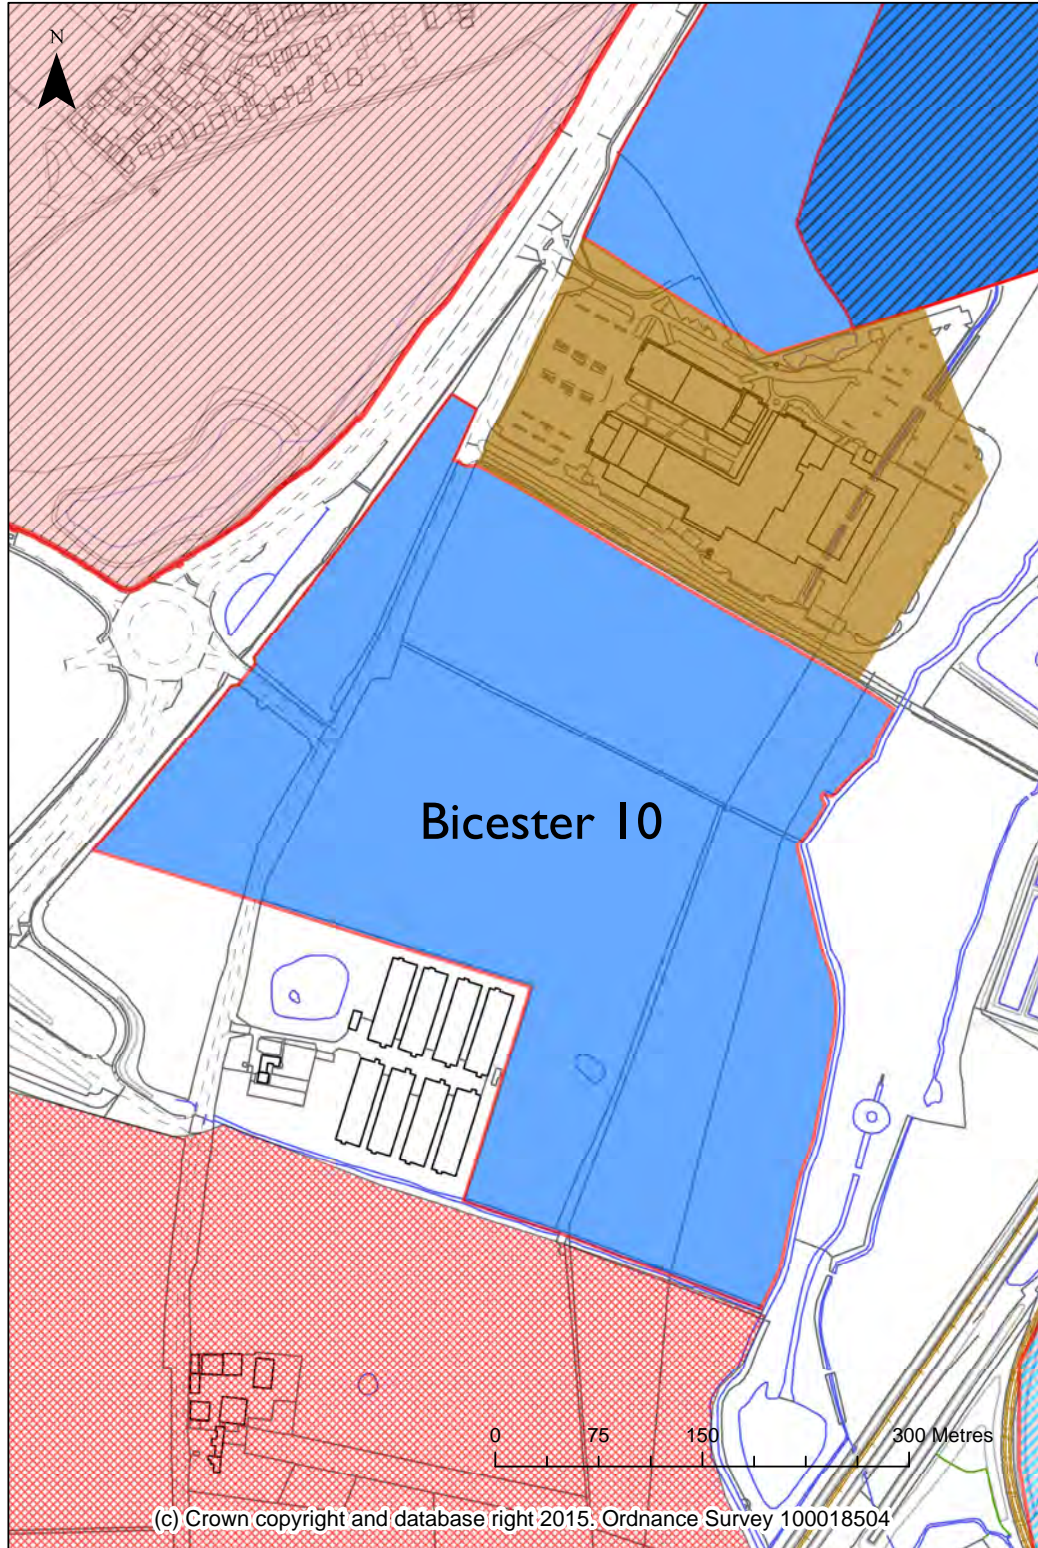 N
Bicester 10
0 75 150 300 Metres
(c) Crown copyright and database right 2015. Ordnance Survey 100018504